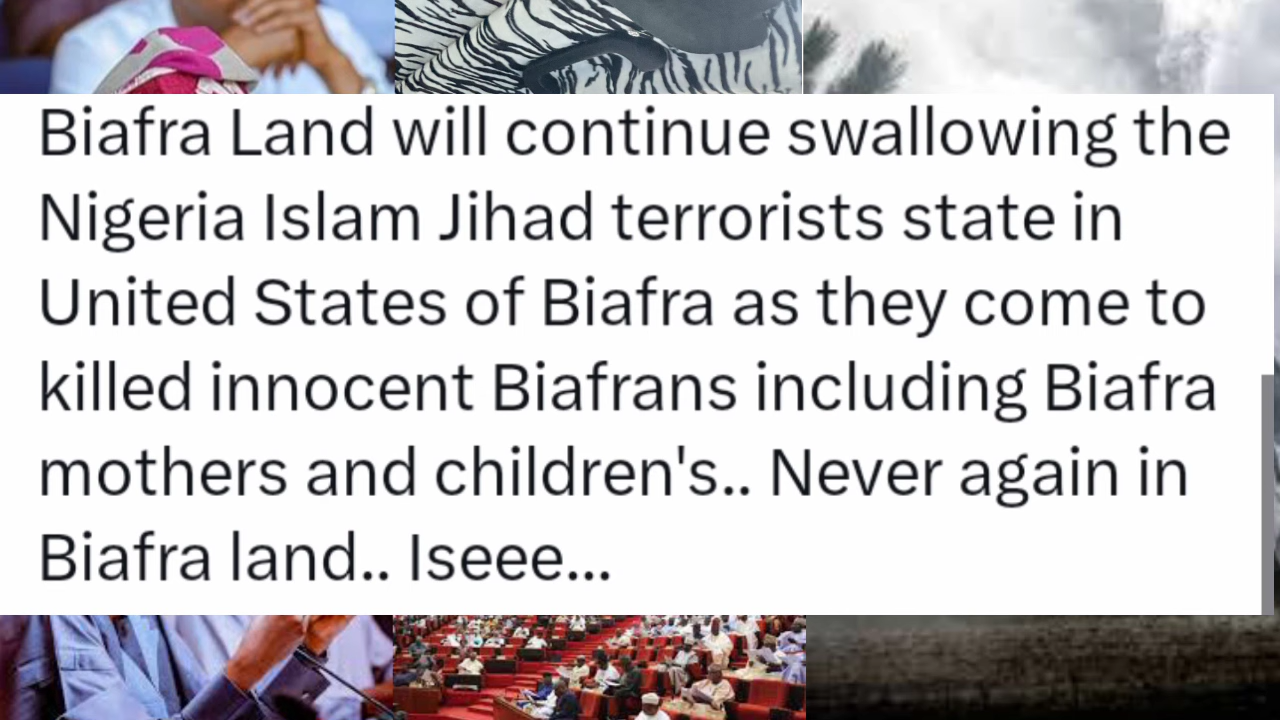 Biafra Land will continue swallowing the
Nigeria Islam Jihad terrorists state in
United States of Biafra as they come to
killed innocent Biafrans including Biafra
mothers and children's.. Never again in
Biafra land.. Iseee...